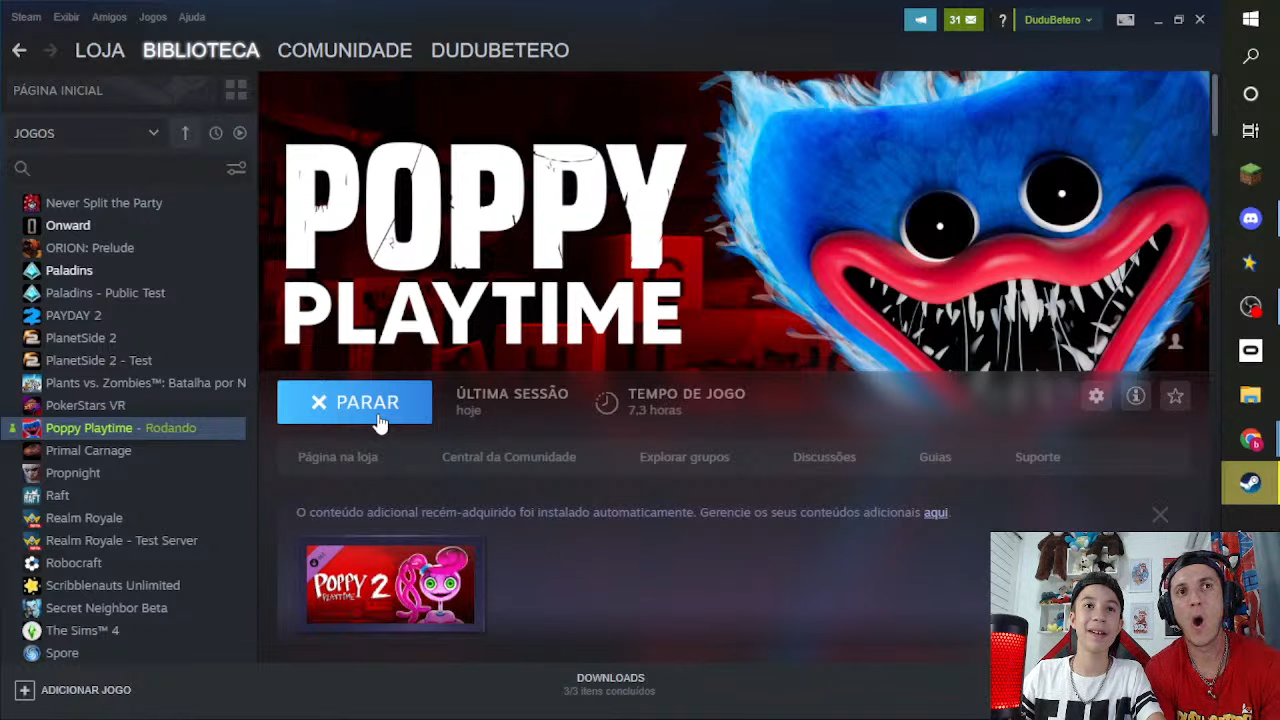 Steam Exibir Amigos Jogos Ajuda
31 ? DuduBetero
LOJA BIBLIOTECA COMUNIDADE DUDUBETERO
PÁGINA INICIAL
JOGOS
Never Split the Party
Onward
ORION: Prelude
Paladins
Paladins - Public Test
PAYDAY 2
PlanetSide 2
PlanetSide 2 - Test
Plants vs. Zombies™: Batalha por N
PokerStars VR
Poppy Playtime - Rodando
Primal Carnage
Propnight
Raft
Realm Royale
Realm Royale - Test Server
Robocraft
Scribblenauts Unlimited
Secret Neighbor Beta
The Sims™ 4
Spore
ADICIONAR JOGO
POPPY
PLAYTIME
PARAR
ÚLTIMA SESSÃO
hoje
TEMPO DE JOGO
7,3 horas
Página na loja Central da Comunidade Explorar grupos Discussões Guias Suporte
O conteúdo adicional recém-adquirido foi instalado automaticamente. Gerencie os seus conteúdos adicionais aqui.
POPPY 2
PLAYTIME
DOWNLOADS
3/3 itens concluídos